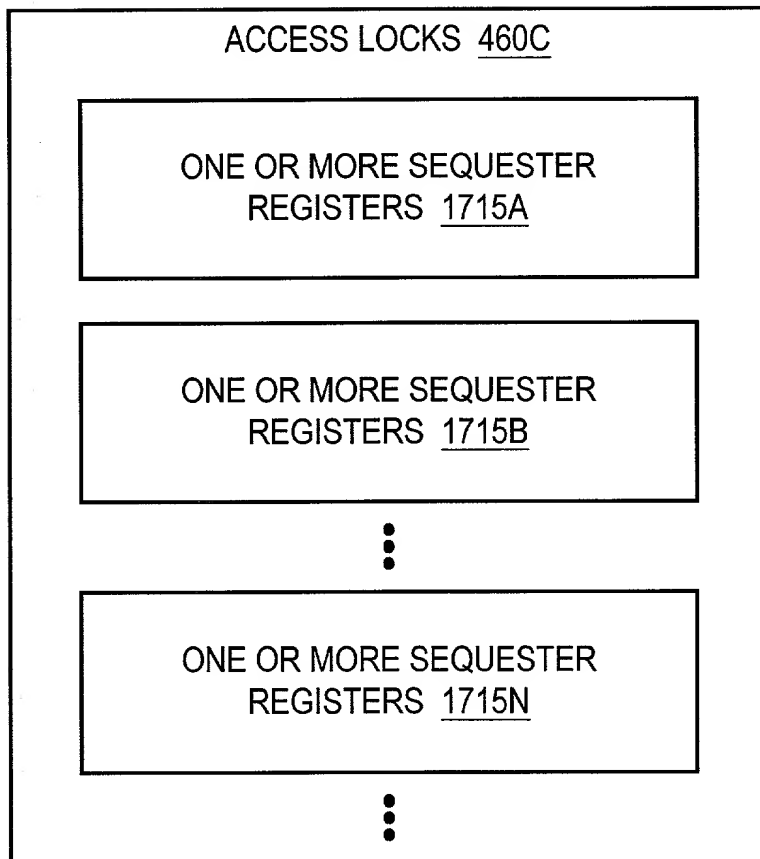 ACCESS LOCKS 460C
ONE OR MORE SEQUESTER
REGISTERS 1715A
ONE OR MORE SEQUESTER
REGISTERS 1715B
ONE OR MORE SEQUESTER
REGISTERS 1715N